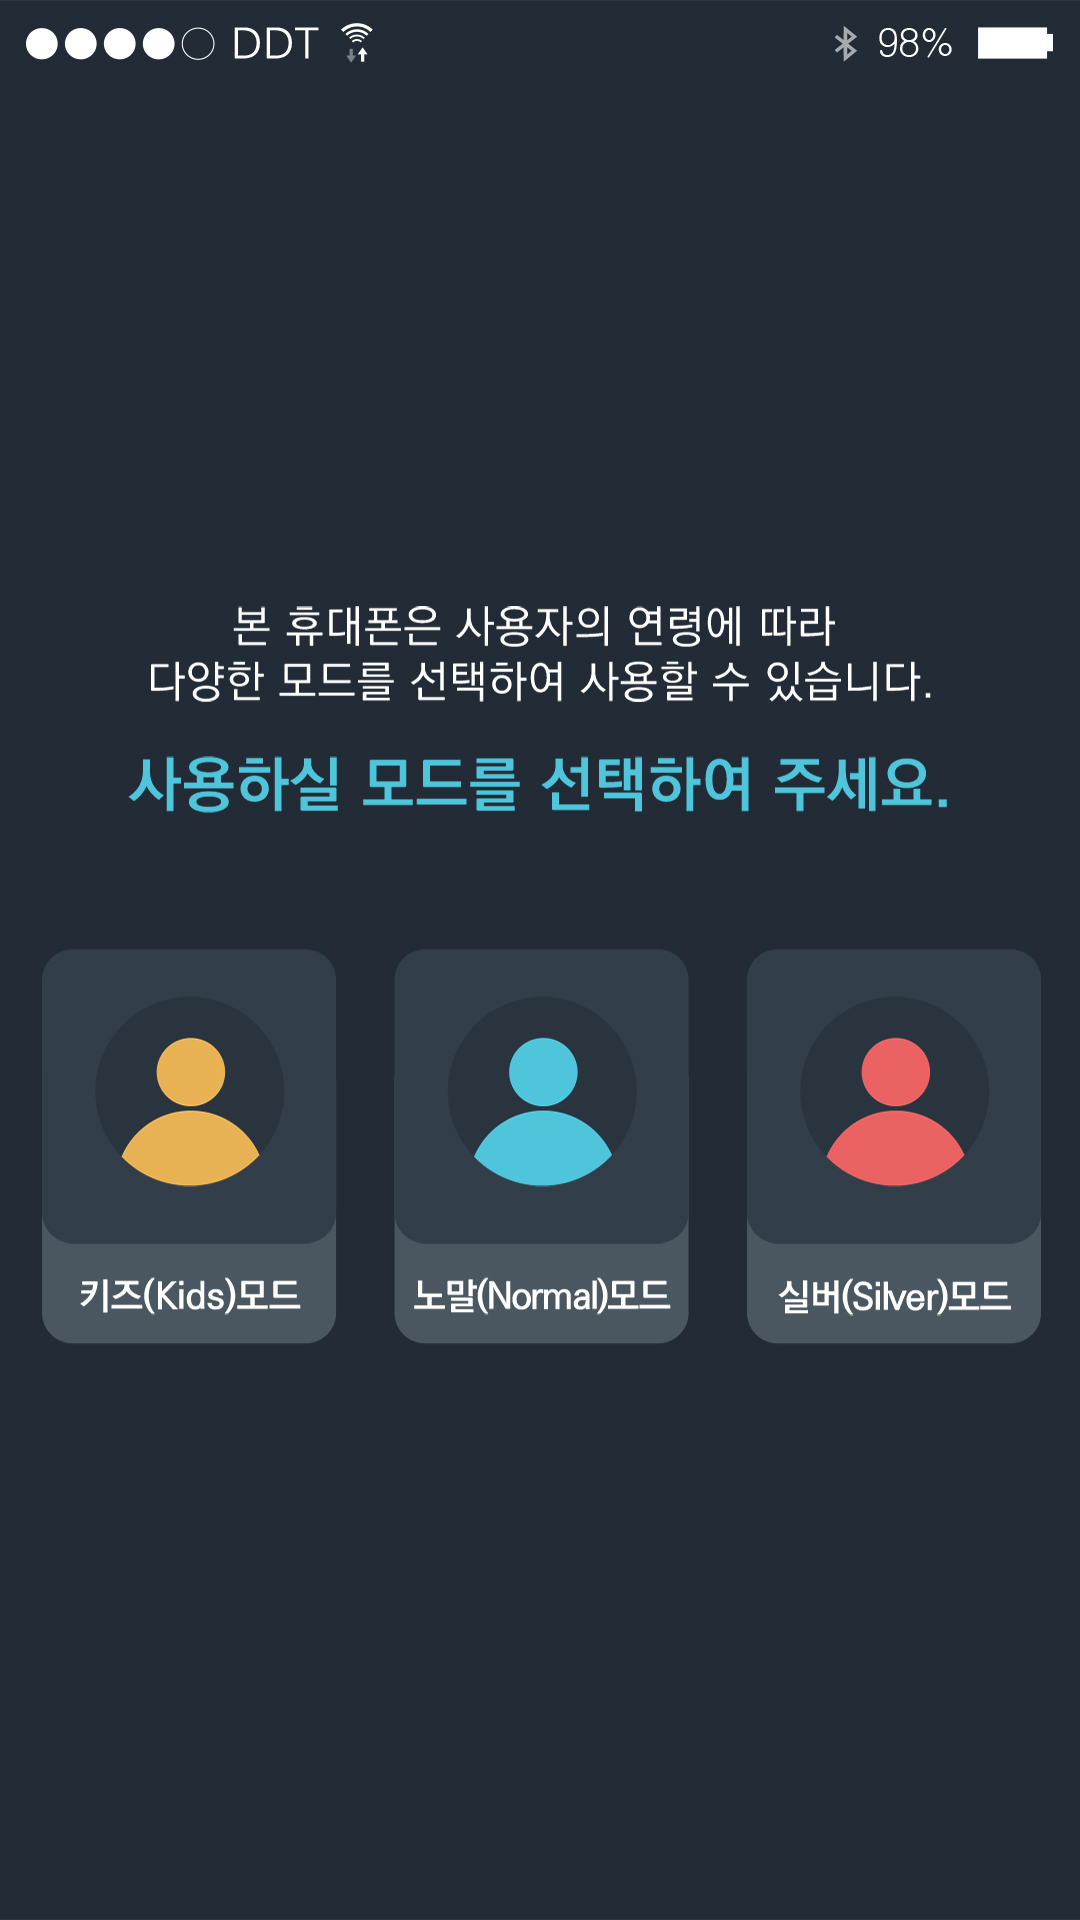 DDT
98%
본 휴대폰은 사용자의 연령에 따라
다양한 모드를 선택하여 사용할 수 있습니다.
사용하실 모드를 선택하여 주세요.
키즈(Kids)모드
노말(Normal)모드
실버(Silver)모드